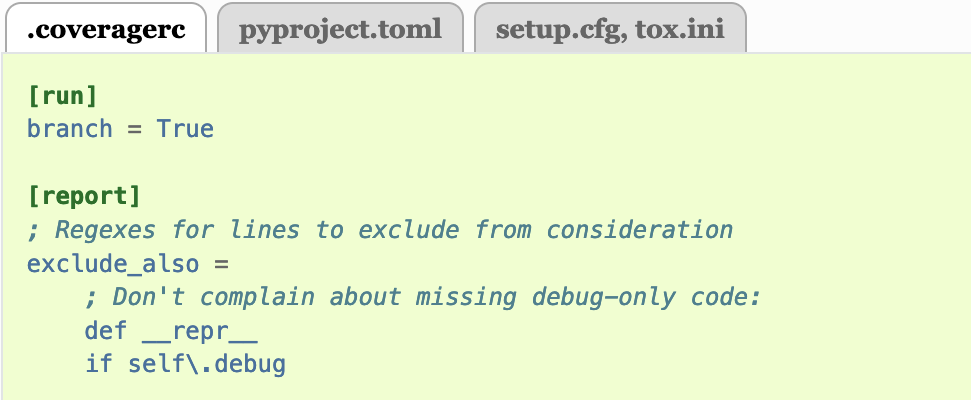 .coveragerc pyproject.toml setup.cfg, tox.ini
[run]
branch = True
[report]
; Regexes for lines to exclude from consideration
exclude_also =
; Don't complain about missing debug-only code:
def __repr__
if self\.debug